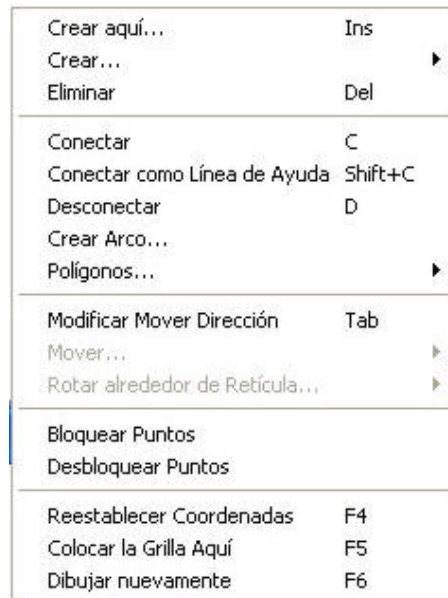 Crear aquí... Ins
Crear...
Eliminar Del
Conectar C
Conectar como Línea de Ayuda Shift+C
Desconectar D
Crear Arco...
Polígonos...
Modificar Mover Dirección Tab
Mover...
Rotar alrededor de Retícula...
Bloquear Puntos
Desbloquear Puntos
Reestablecer Coordenadas F4
Colocar la Grilla Aquí F5
Dibujar nuevamente F6